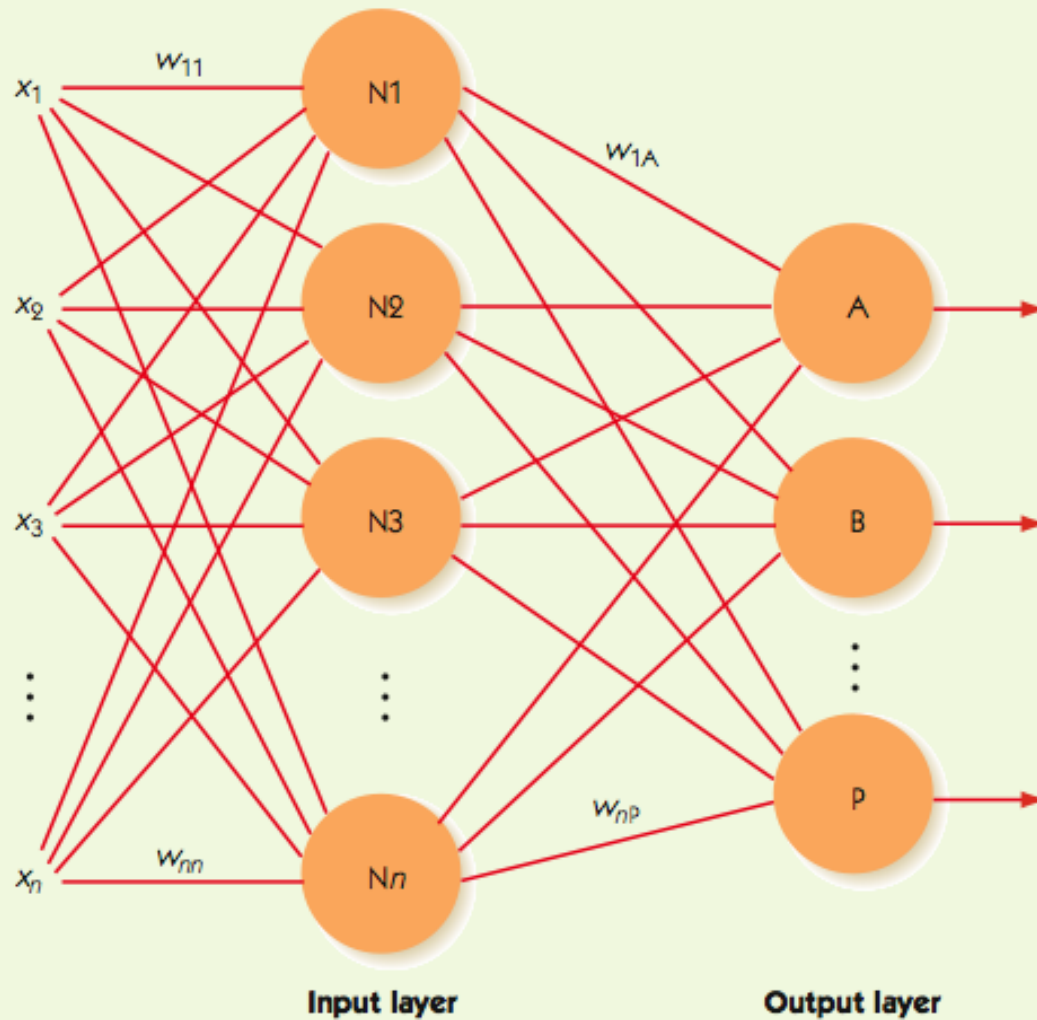 w₁₁
x₁
N1
w₁A
x₂
N2
A
x₃
N3
B
⋮
⋮
⋮
P
wₙP
wₙₙ
xₙ
Nn
Input layer
Output layer